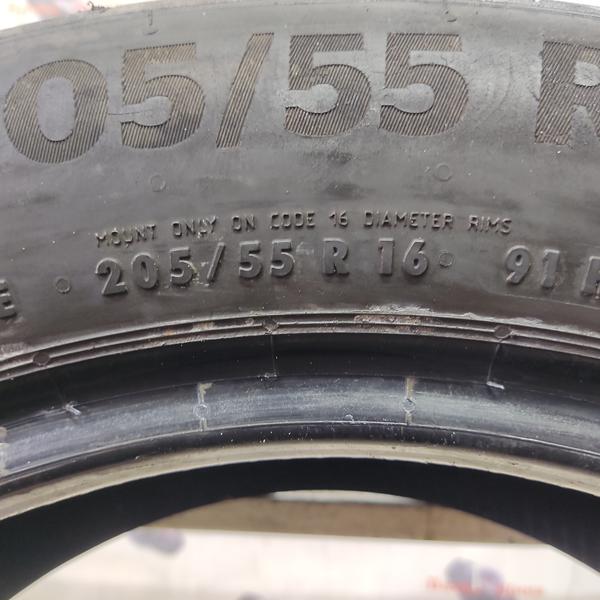 05/55 R
MOUNT ONLY ON CODE 16 DIAMETER RIMS
E 205/55 R 16 91